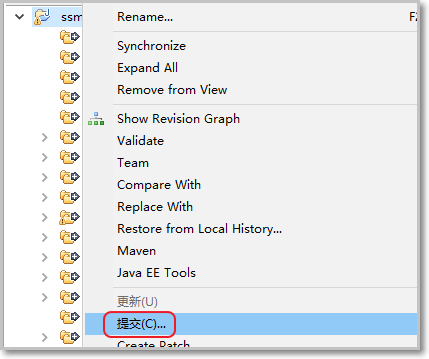 ssm
Rename...
F2
Synchronize
Expand All
Remove from View
Show Revision Graph
Validate
Team
Compare With
Replace With
Restore from Local History...
Maven
Java EE Tools
更新(U)
提交(C)...
Create Patch